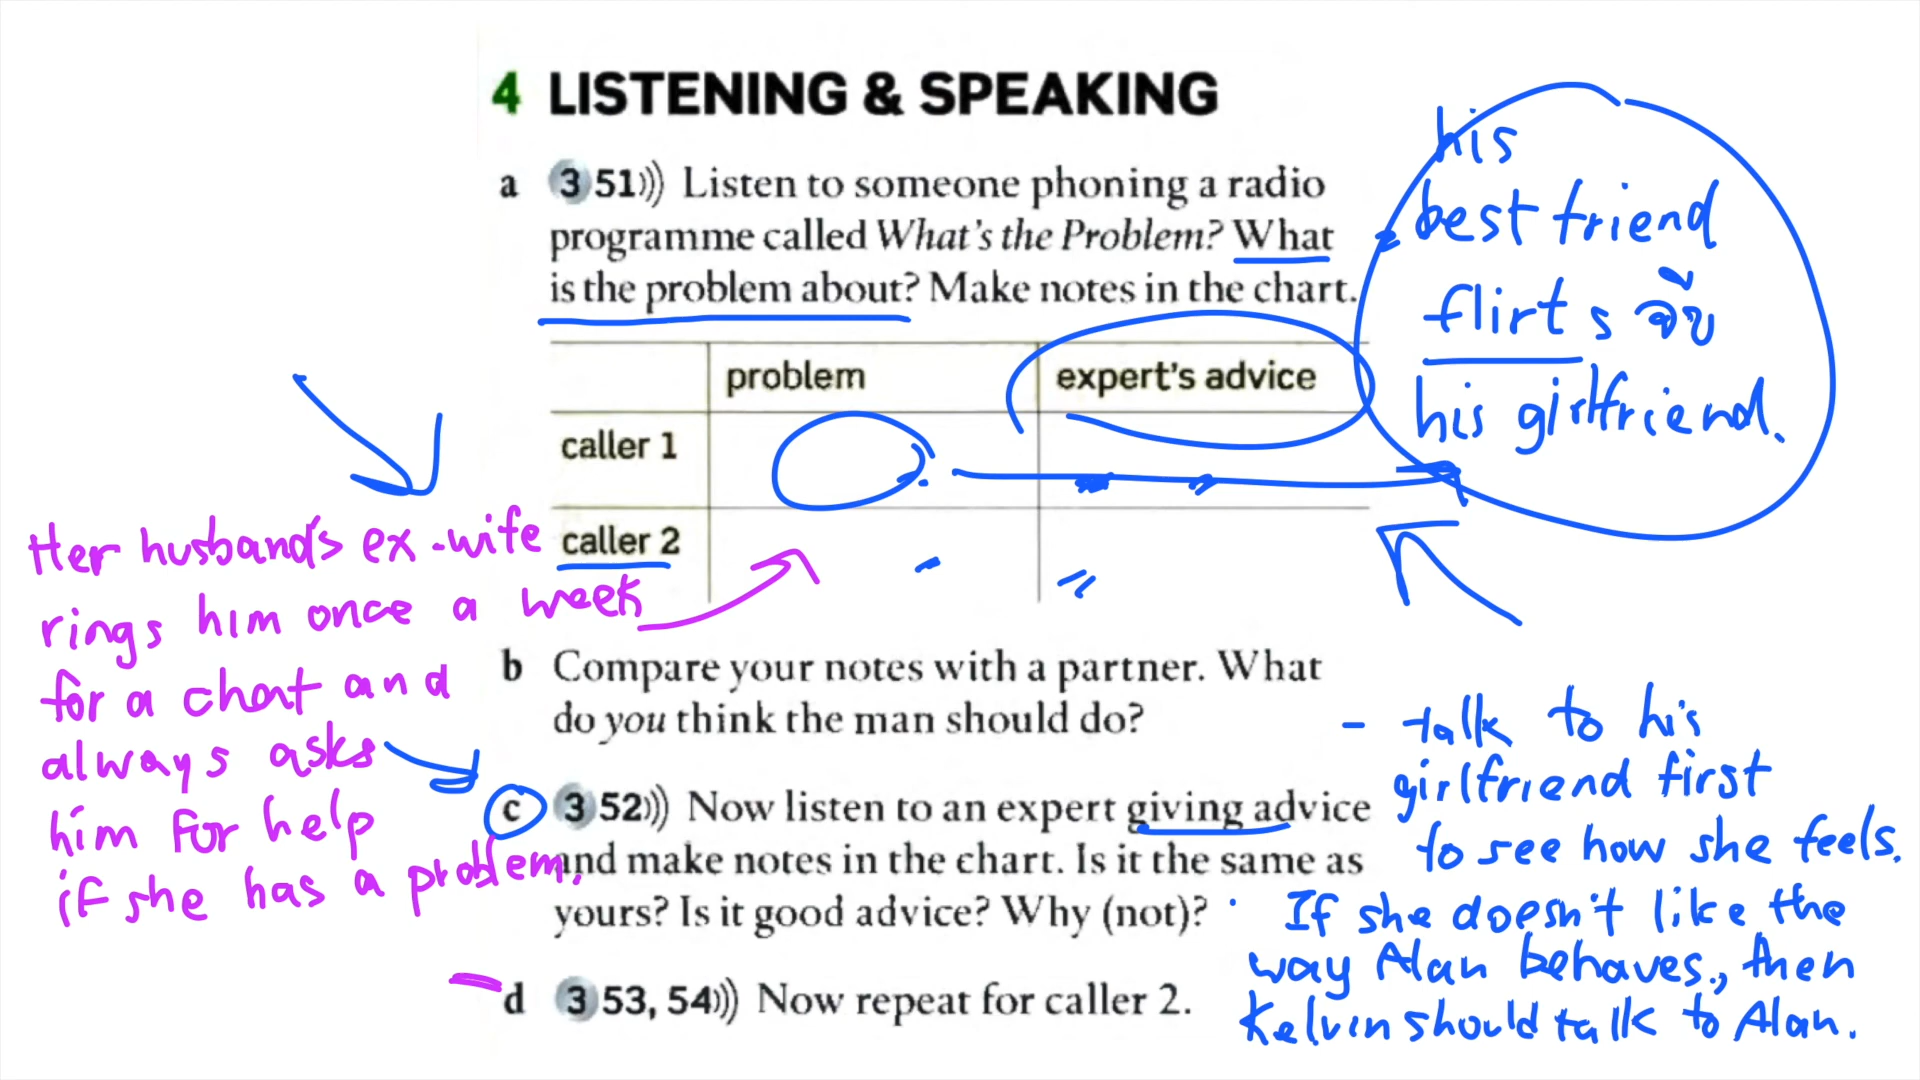 4 LISTENING & SPEAKING
a 3 51))) Listen to someone phoning a radio
programme called What's the Problem? What
is the problem about? Make notes in the chart.
problem expert's advice
caller 1
caller 2
b Compare your notes with a partner. What
do you think the man should do?
c 3 52))) Now listen to an expert giving advice
and make notes in the chart. Is it the same as
yours? Is it good advice? Why (not)?
d 3 53, 54))) Now repeat for caller 2.
his
best friend
flirts จับ
his girlfriend.
Her husband's ex-wife
rings him once a week
for a chat and
always asks
him for help
if she has a problem.
- talk to his
girlfriend first
to see how she feels.
If she doesn't like the
way Alan behaves, then
Kelvin should talk to Alan.